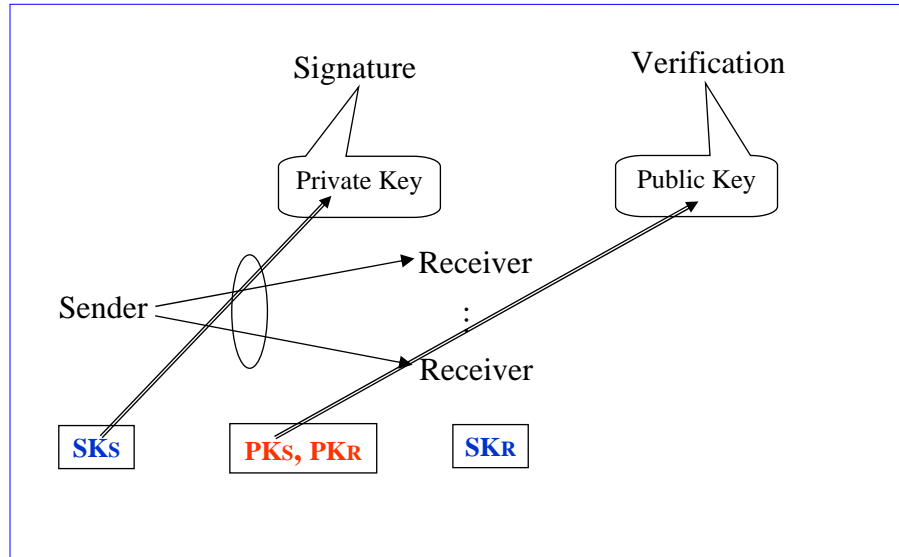 Signature
Verification
Private Key
Public Key
Receiver
Sender
:
Receiver
SKS
PKS, PKR
SKR